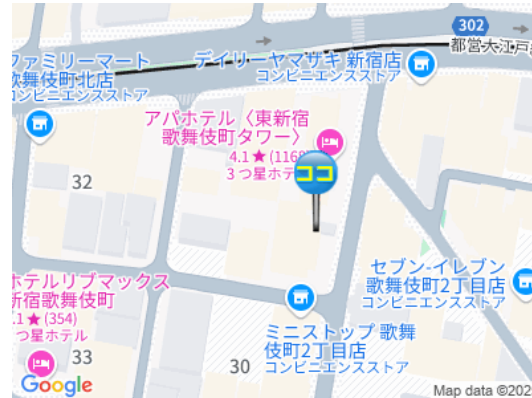 302
都営大江戸
ファミリーマート
歌舞伎町北店
コンビニエンスストア
デイリーヤマザキ 新宿店
コンビニエンスストア
アパホテル〈東新宿
歌舞伎町タワー〉
4.1★(116
3 つ星ホテ
ココ
32
セブン-イレブン
歌舞伎町2丁目店
コンビニエンスストア
ホテルリブマックス
新宿歌舞伎町
.1★(354)
つ星ホテル
33
ミニストップ 歌舞
伎町2丁目店
コンビニエンスストア
30
Google
Map data ©202